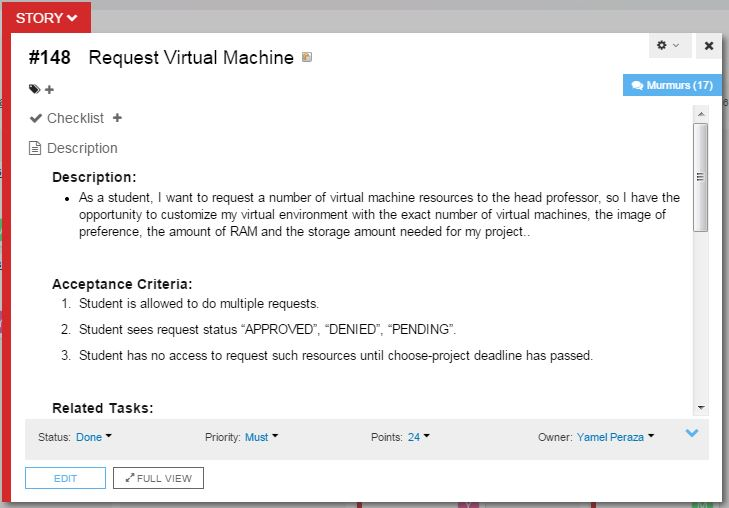 STORY
#148 Request Virtual Machine
Murmurs (17)
Checklist
Description
Description:
As a student, I want to request a number of virtual machine resources to the head professor, so I have the
opportunity to customize my virtual environment with the exact number of virtual machines, the image of
preference, the amount of RAM and the storage amount needed for my project..
Acceptance Criteria:
1. Student is allowed to do multiple requests.
2. Student sees request status “APPROVED”, “DENIED”, “PENDING”.
3. Student has no access to request such resources until choose-project deadline has passed.
Related Tasks:
Status: Done Priority: Must Points: 24 Owner: Yamel Peraza
EDIT FULL VIEW